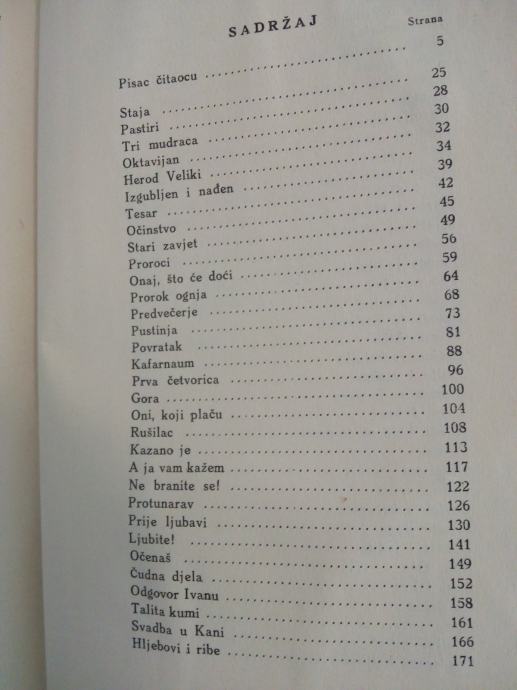 SADRŽAJ
Strana
Pisac čitaocu . . . . . . . . . . 5
Staja . . . . . . . . . . 25
Pastiri . . . . . . . . . . 28
Tri mudraca . . . . . . . . . . 30
Oktavijan . . . . . . . . . . 32
Herod Veliki . . . . . . . . . . 34
Izgubljen i nađen . . . . . . . . . . 39
Tesar . . . . . . . . . . 42
Očinstvo . . . . . . . . . . 45
Stari zavjet . . . . . . . . . . 49
Proroci . . . . . . . . . . 56
Onaj, što će doći . . . . . . . . . . 59
Prorok ognja . . . . . . . . . . 64
Predvečerje . . . . . . . . . . 68
Pustinja . . . . . . . . . . 73
Povratak . . . . . . . . . . 81
Kafarnaum . . . . . . . . . . 88
Prva četvorica . . . . . . . . . . 96
Gora . . . . . . . . . . 100
Oni, koji plaču . . . . . . . . . . 104
Rušilac . . . . . . . . . . 108
Kazano je . . . . . . . . . . 113
A ja vam kažem . . . . . . . . . . 117
Ne branite se! . . . . . . . . . . 122
Protunarav . . . . . . . . . . 126
Prije ljubavi . . . . . . . . . . 130
Ljubite! . . . . . . . . . . 141
Očenaš . . . . . . . . . . 149
Čudna djela . . . . . . . . . . 152
Odgovor Ivanu . . . . . . . . . . 158
Talita kumi . . . . . . . . . . 161
Svadba u Kani . . . . . . . . . . 166
Hljebovi i ribe . . . . . . . . . . 171